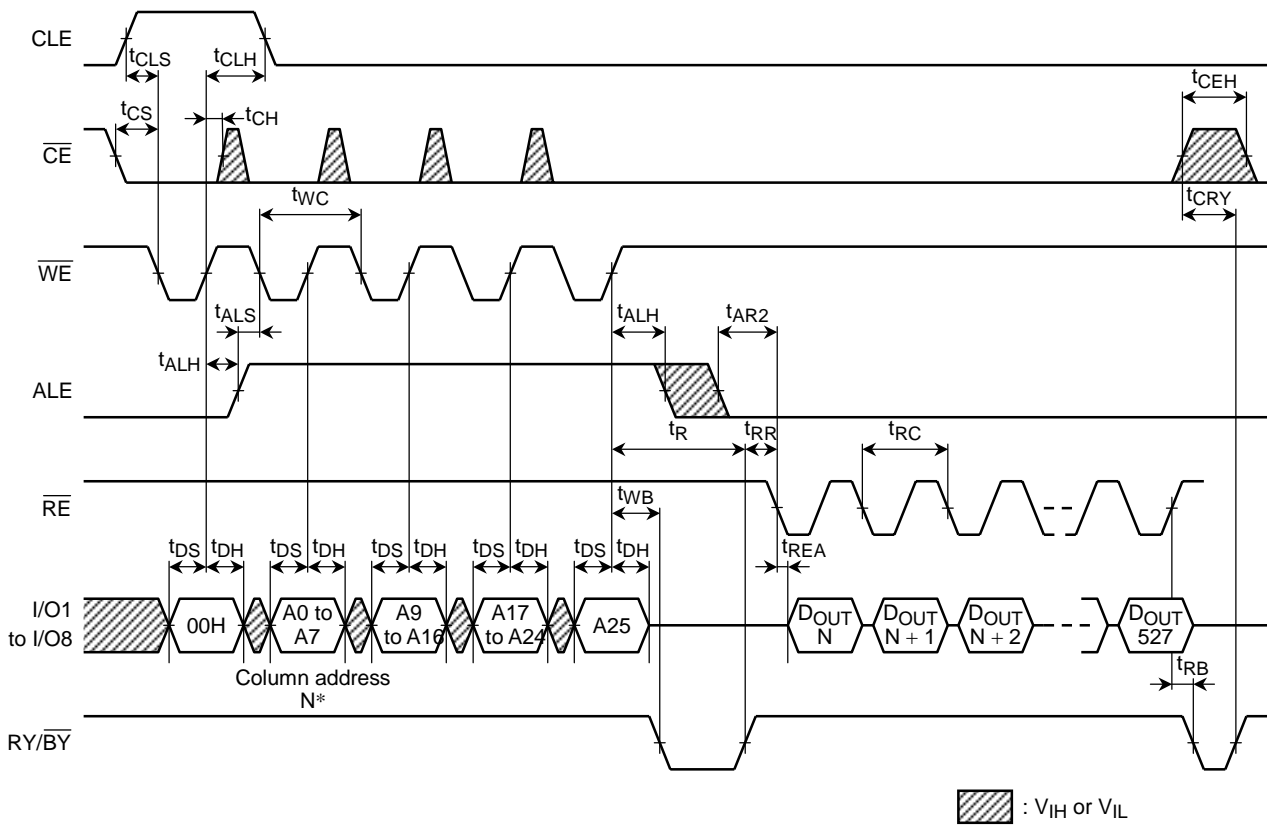 CLE
tCLS
tCLH
tCEH
tCS
tCH
CE
tWC
tCRY
WE
tALS
tALH
tAR2
tALH
ALE
tR
tRR
tRC
RE
tWB
tREA
tDS
tDH
tDS
tDH
tDS
tDH
tDS
tDH
tDS
tDH
I/O1
to I/O8
00H
A0 to
A7
A9
to A16
A17
to A24
A25
DOUT
N
DOUT
N + 1
DOUT
N + 2
DOUT
527
Column address
N*
tRB
RY/BY
: VIH or VIL